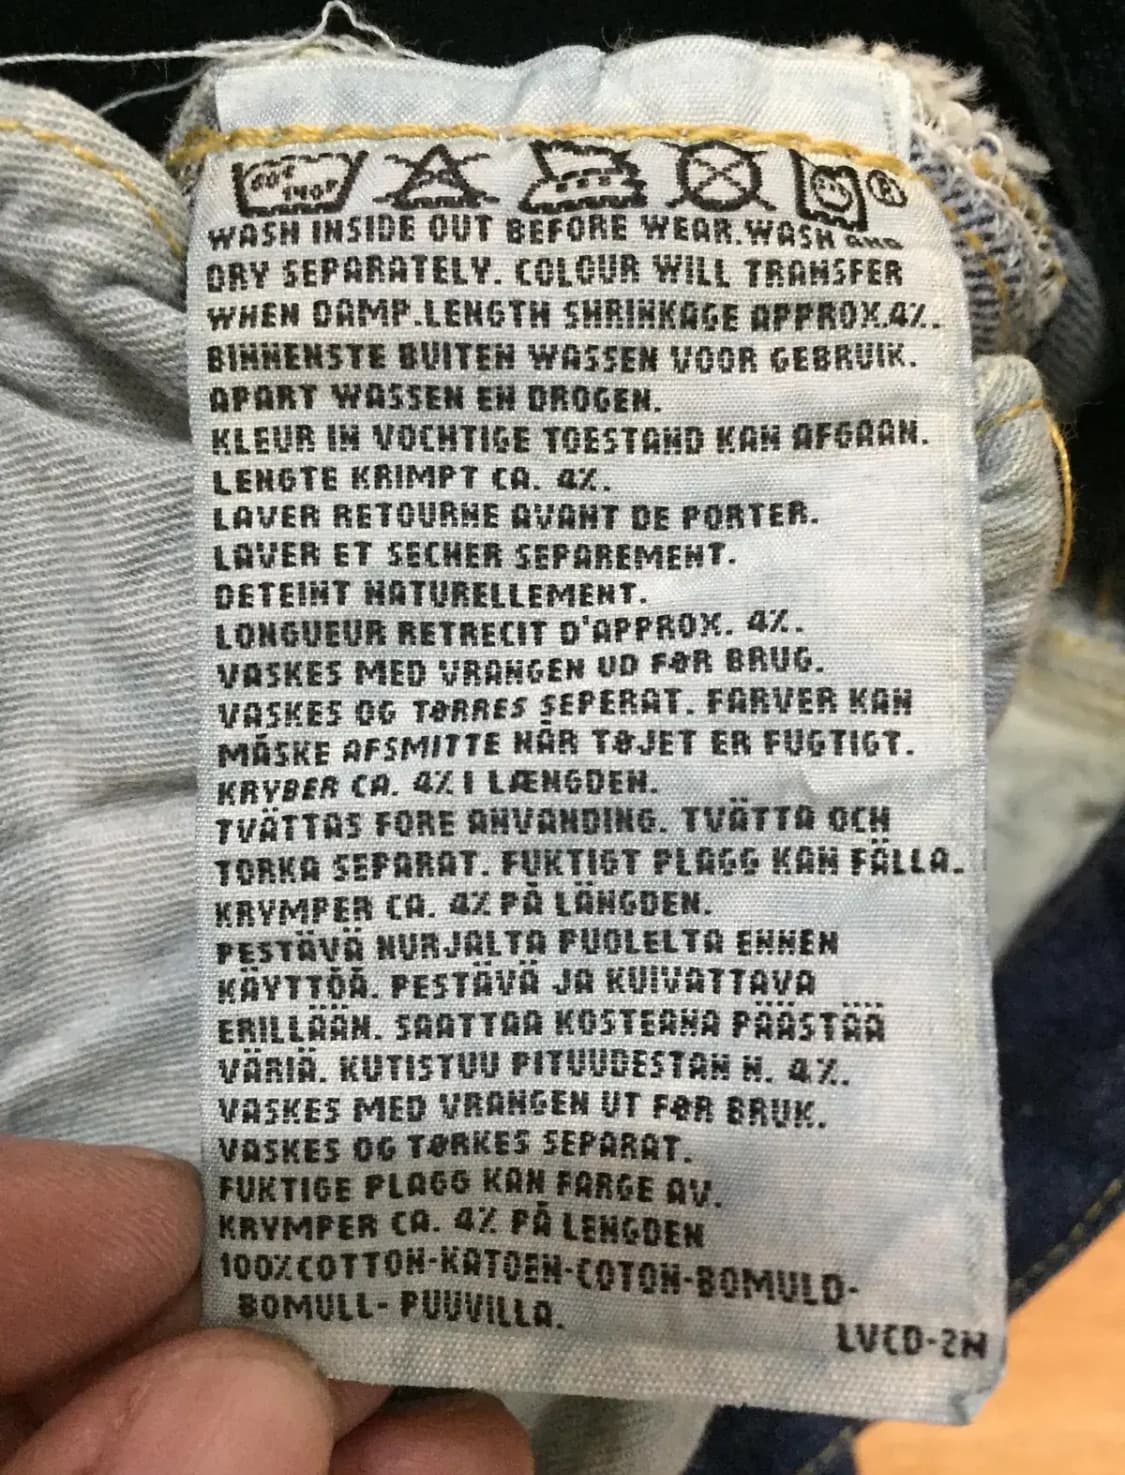 60°C 140°F
®
WASH INSIDE OUT BEFORE WEAR.WASH AND
DRY SEPARATELY. COLOUR WILL TRANSFER
WHEN DAMP.LENGTH SHRINKAGE APPROX.4%.
BINNENSTE BUITEN WASSEN VOOR GEBRUIK.
APART WASSEN EN DROGEN.
KLEUR IN VOCHTIGE TOESTAND KAN AFGAAN.
LENGTE KRIMPT CA. 4%.
LAVER RETOURNE AVANT DE PORTER.
LAVER ET SECHER SEPAREMENT.
DETEINT NATURELLEMENT.
LONGUEUR RETRECIT D'APPROX. 4%.
VASKES MED VRANGEN UD FØR BRUG.
VASKES OG TØRRES SEPERAT. FARVER KAN
MÅSKE AFSMITTE NÅR TØJET ER FUGTIGT.
KRYBER CA. 4% I LÆNGDEN.
TVÄTTAS FORE ANVANDING. TVÄTTA OCH
TORKA SEPARAT. FUKTIGT PLAGG KAN FÄLLA.
KRYMPER CA. 4% PÅ LÄNGDEN.
PESTÄVÄ NURJALTA PUOLELTA ENNEN
KÄYTTÖÄ. PESTÄVÄ JA KUIVATTAVA
ERILLÄÄN. SAATTAA KOSTEANA PÄÄSTÄÄ
VÄRIÄ. KUTISTUU PITUUDESTAN N. 4%.
VASKES MED VRANGEN UT FØR BRUK.
VASKES OG TØRKES SEPARAT.
FUKTIGE PLAGG KAN FARGE AV.
KRYMPER CA. 4% PÅ LENGDEN
100%COTTON-KATOEN-COTON-BOMULD-
BOMULL- PUUVILLA.
LVCD-2N